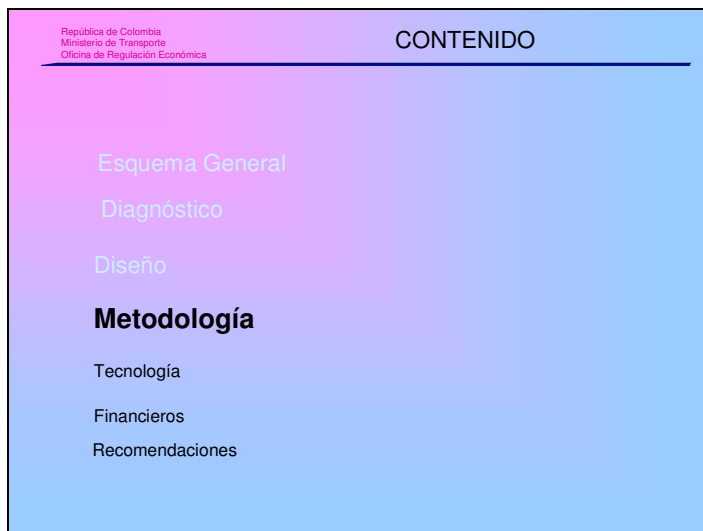 República de Colombia
Ministerio de Transporte
Oficina de Regulación Económica
CONTENIDO
Esquema General
Diagnóstico
Diseño
Metodología
Tecnología
Financieros
Recomendaciones